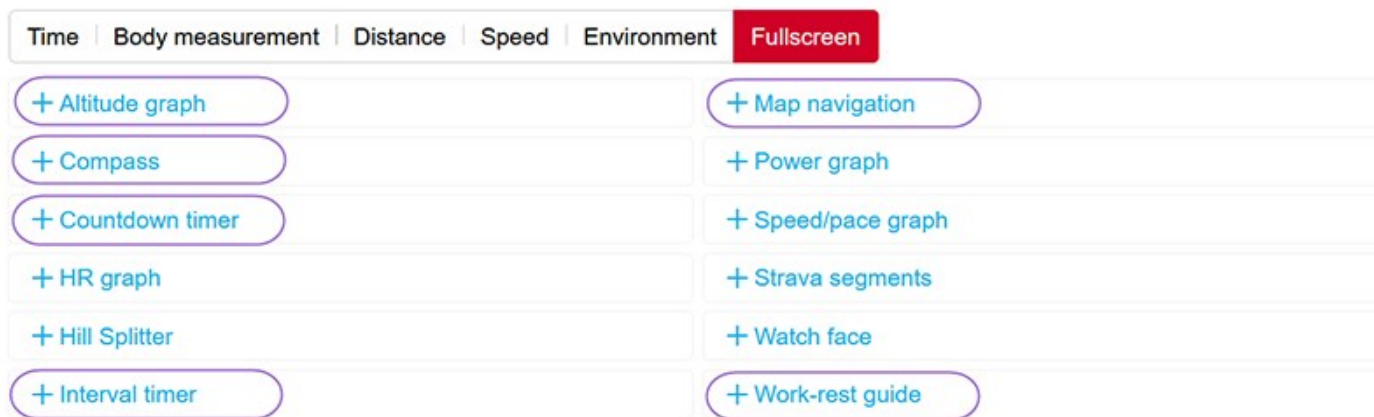 Time Body measurement Distance Speed Environment Fullscreen
+ Altitude graph
+ Compass
+ Countdown timer
+ HR graph
+ Hill Splitter
+ Interval timer
+ Map navigation
+ Power graph
+ Speed/pace graph
+ Strava segments
+ Watch face
+ Work-rest guide